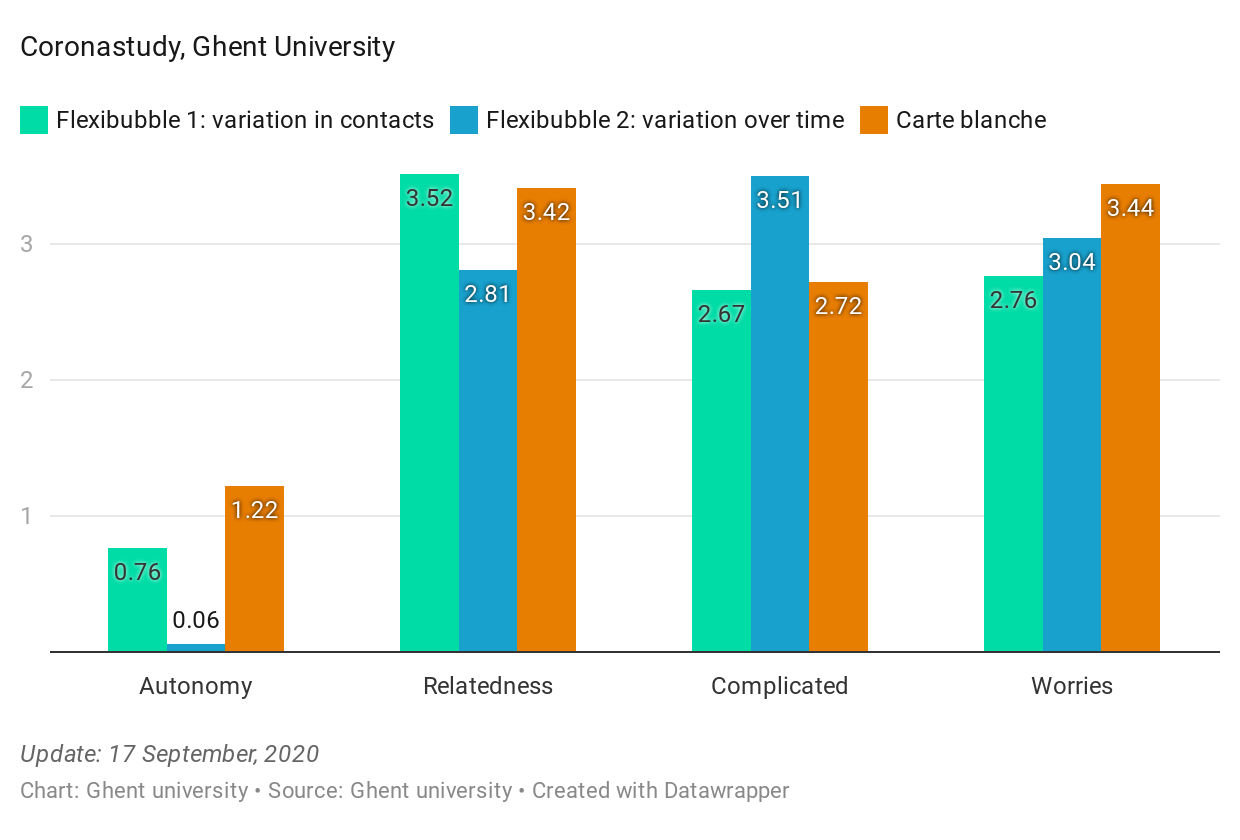 Coronastudy, Ghent University
Flexibubble 1: variation in contacts Flexibubble 2: variation over time Carte blanche
3.52 2.81 3.42 2.67 3.51 2.72 2.76 3.04 3.44
3
2
1
0.76 0.06 1.22
Autonomy Relatedness Complicated Worries
Update: 17 September, 2020
Chart: Ghent university • Source: Ghent university • Created with Datawrapper